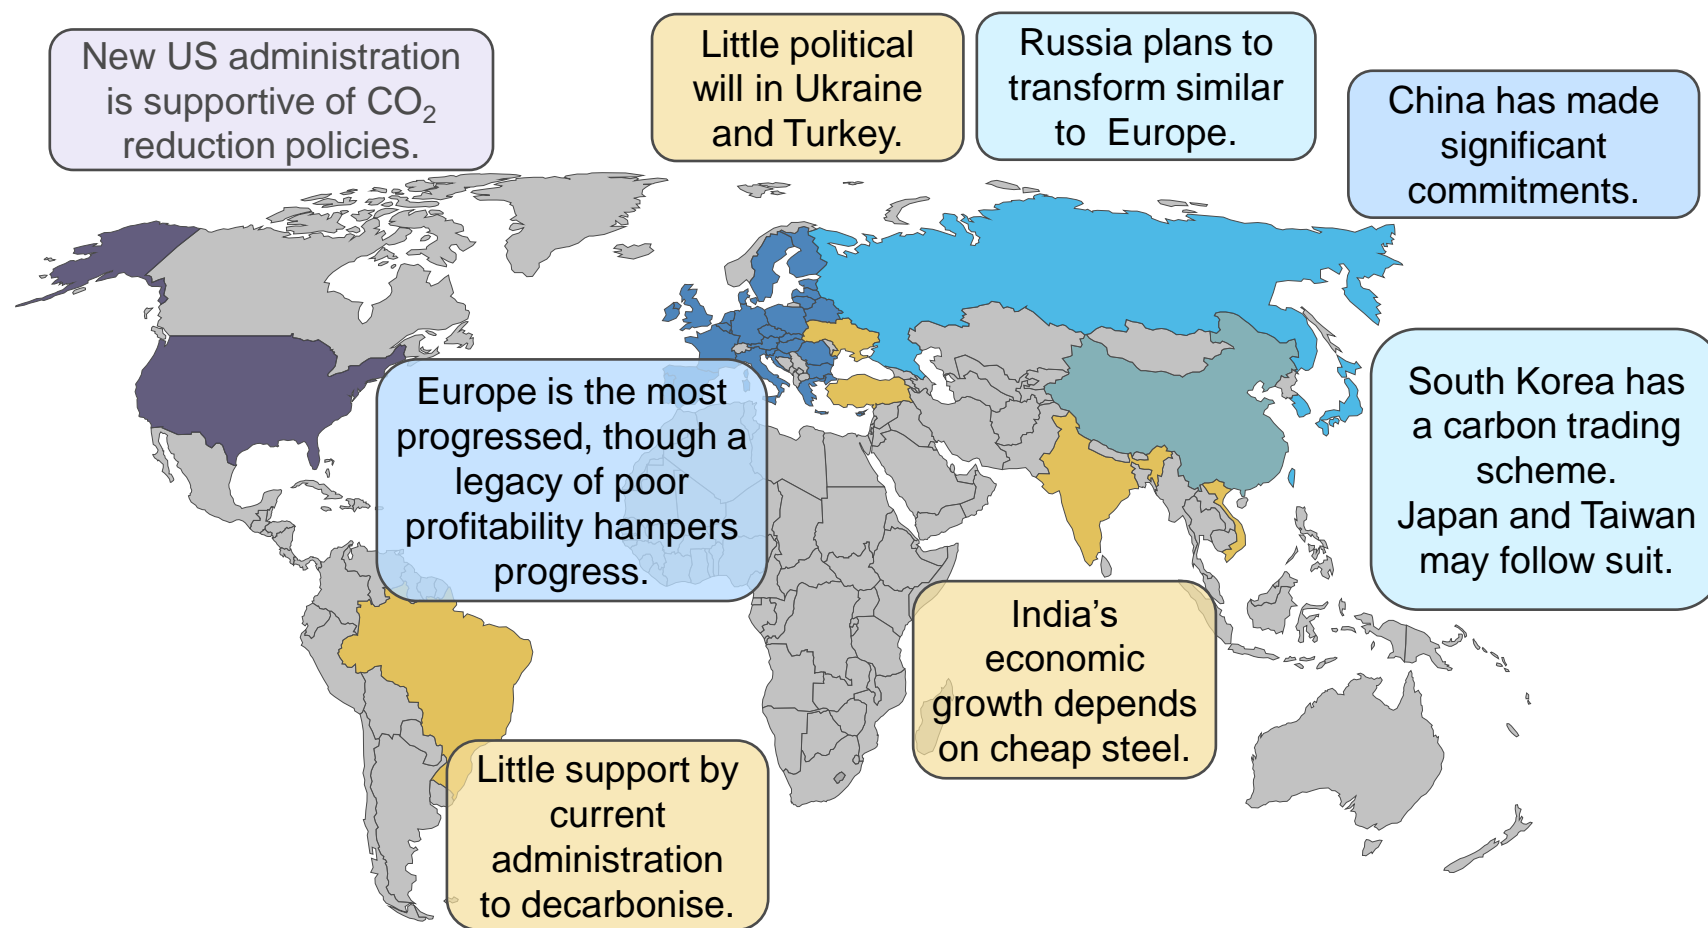 New US administration
is supportive of CO₂
reduction policies.
Little political
will in Ukraine
and Turkey.
Russia plans to
transform similar
to  Europe.
China has made
significant
commitments.
Europe is the most
progressed, though a
legacy of poor
profitability hampers
progress.
South Korea has
a carbon trading
scheme.
Japan and Taiwan
may follow suit.
India’s
economic
growth depends
on cheap steel.
Little support by
current
administration
to decarbonise.